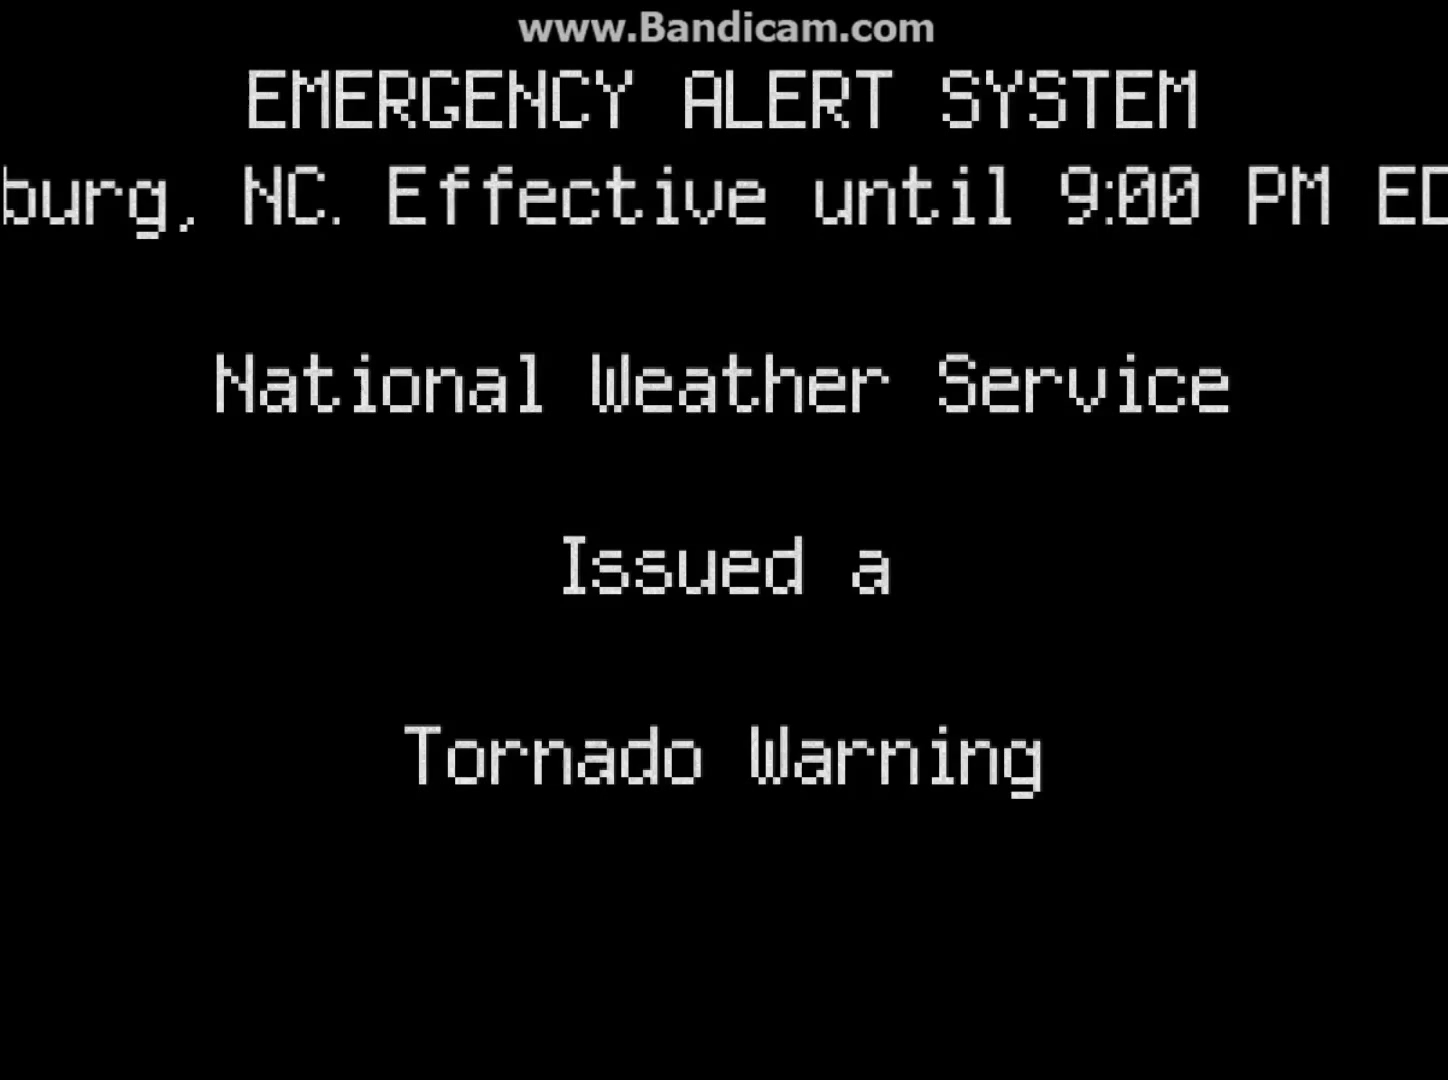 www.Bandicam.com
EMERGENCY ALERT SYSTEM
burg, NC. Effective until 9:00 PM ED
National Weather Service
Issued a
Tornado Warning